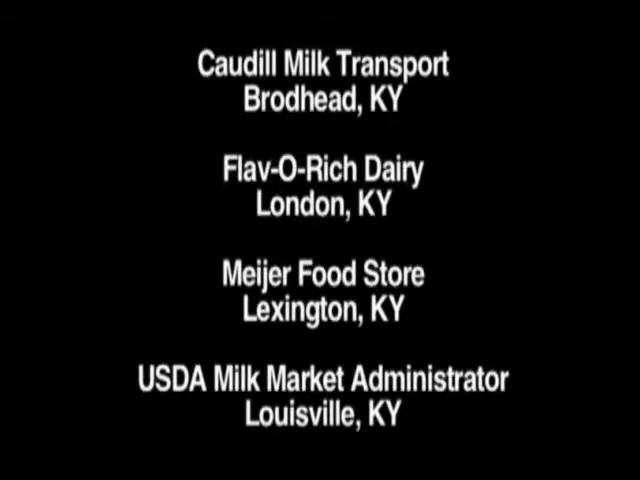 Caudill Milk Transport
Brodhead, KY
Flav-O-Rich Dairy
London, KY
Meijer Food Store
Lexington, KY
USDA Milk Market Administrator
Louisville, KY